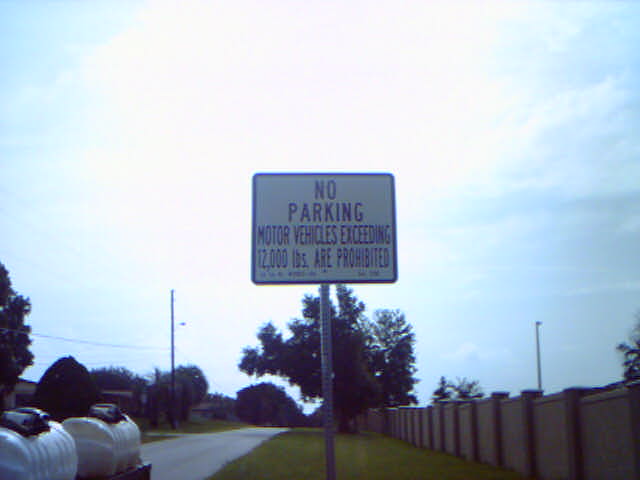 NO
PARKING
MOTOR VEHICLES EXCEEDING
12,000 lbs. ARE PROHIBITED